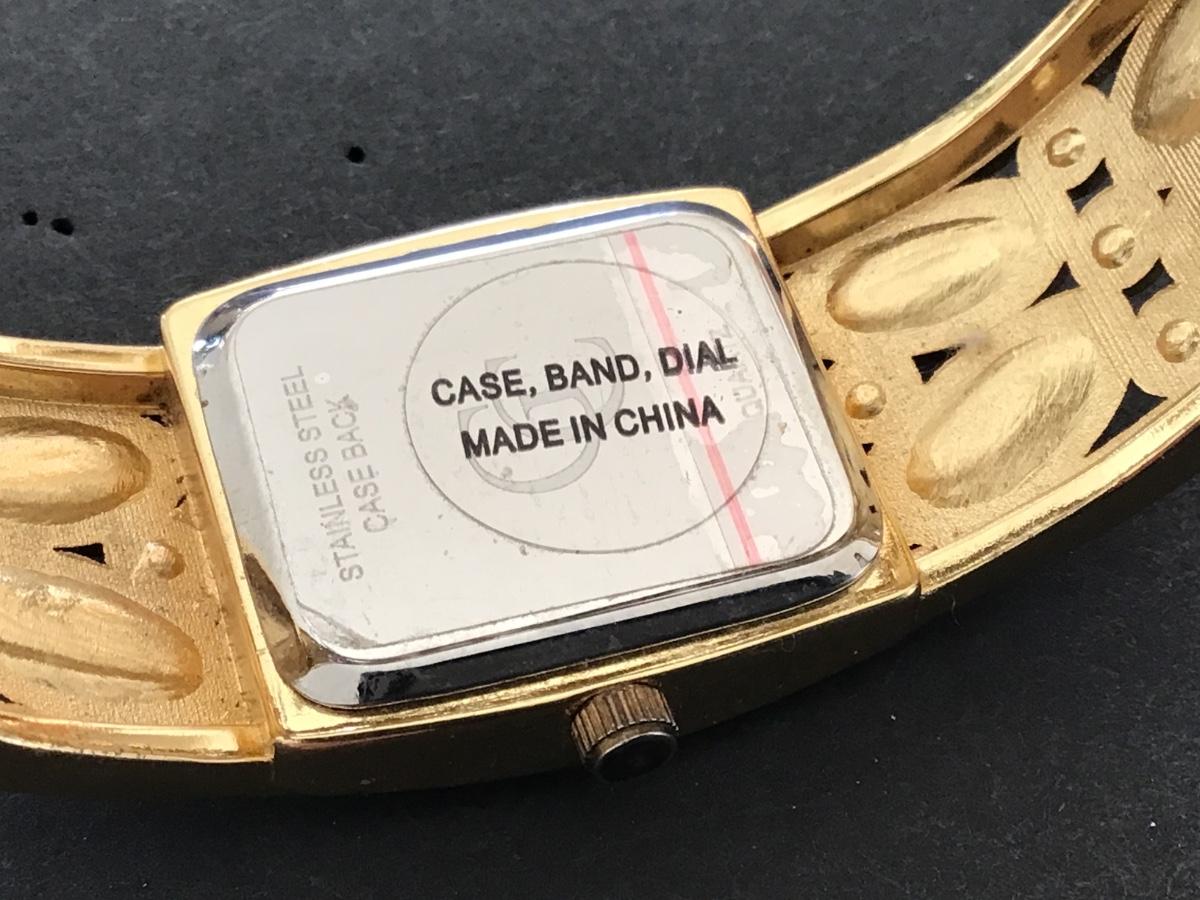 STAINLESS STEEL
CASE BACK
CASE, BAND, DIAL
MADE IN CHINA